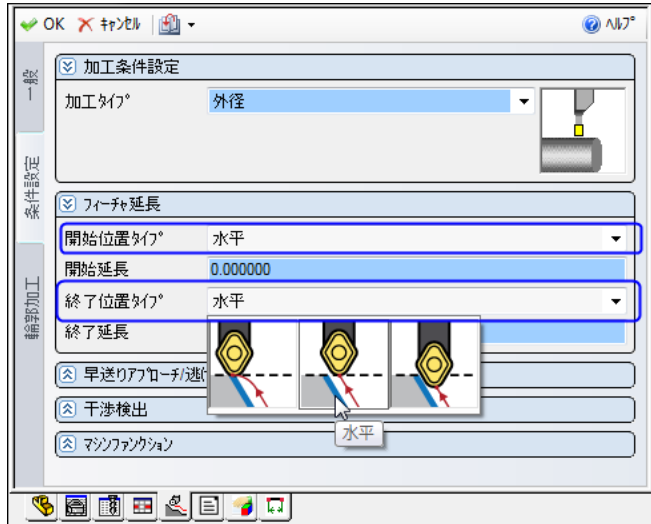 OK ｷｬﾝｾﾙ ﾍﾙﾌﾟ
一般
条件設定
輪郭加工
加工条件設定
加工ﾀｲﾌﾟ 外径
ﾌｨｰﾁｬ延長
開始位置ﾀｲﾌﾟ 水平
開始延長 0.000000
終了位置ﾀｲﾌﾟ 水平
終了延長
早送りｱﾌﾟﾛｰﾁ/逃げ
水平
干渉検出
ﾏｼﾝﾌｧﾝｸｼｮﾝ